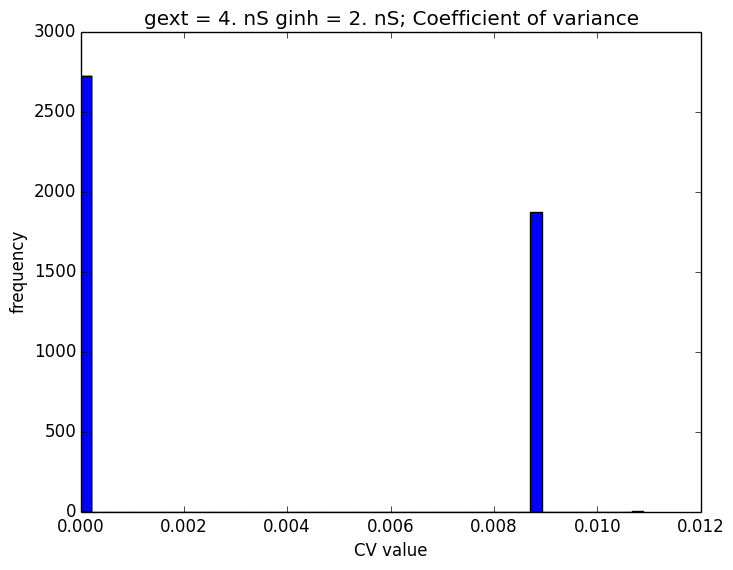 gext = 4. nS ginh = 2. nS; Coefficient of variance
3000
2500
2000
1500
1000
500
0
frequency
0.000 0.002 0.004 0.006 0.008 0.010 0.012
CV value